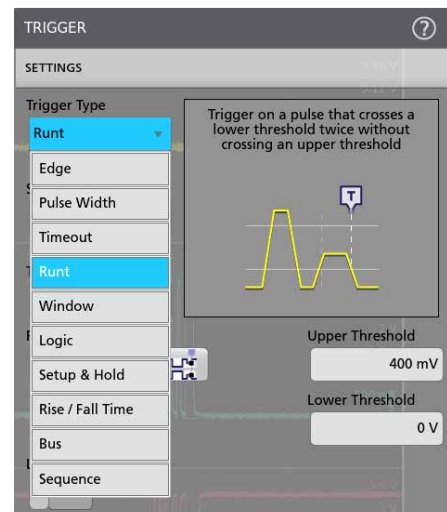 TRIGGER
?
SETTINGS
Trigger Type
Runt
Edge
Pulse Width
Timeout
Runt
Window
Logic
Setup & Hold
Rise / Fall Time
Bus
Sequence
Trigger on a pulse that crosses a
lower threshold twice without
crossing an upper threshold
T
Upper Threshold
400 mV
Lower Threshold
0 V